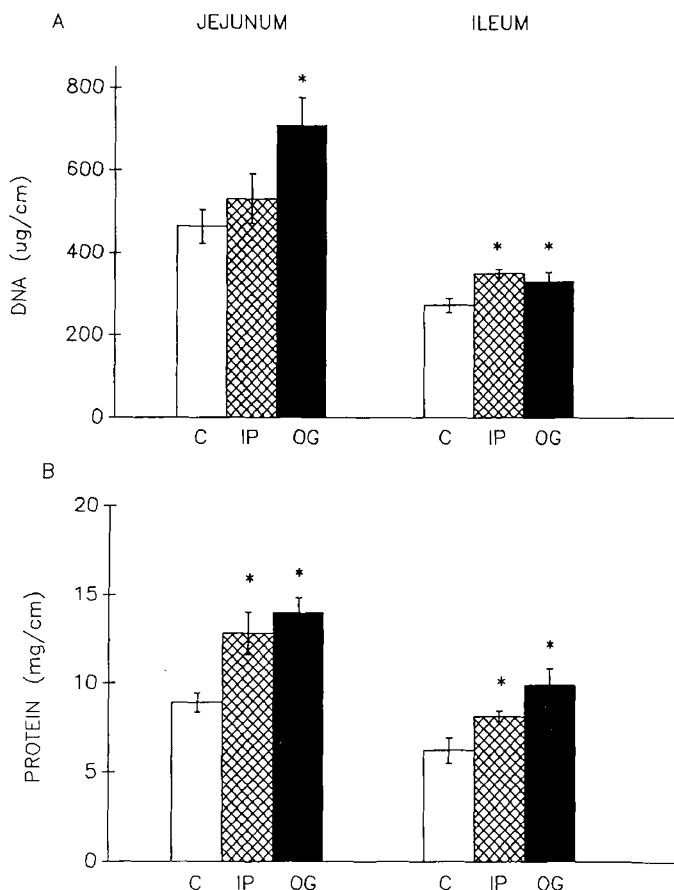 A JEJUNUM ILEUM
DNA (ug/cm)
800
600
400
200
0
* * *
C IP OG C IP OG
B
PROTEIN (mg/cm)
20
15
10
5
0
* * * *
C IP OG C IP OG